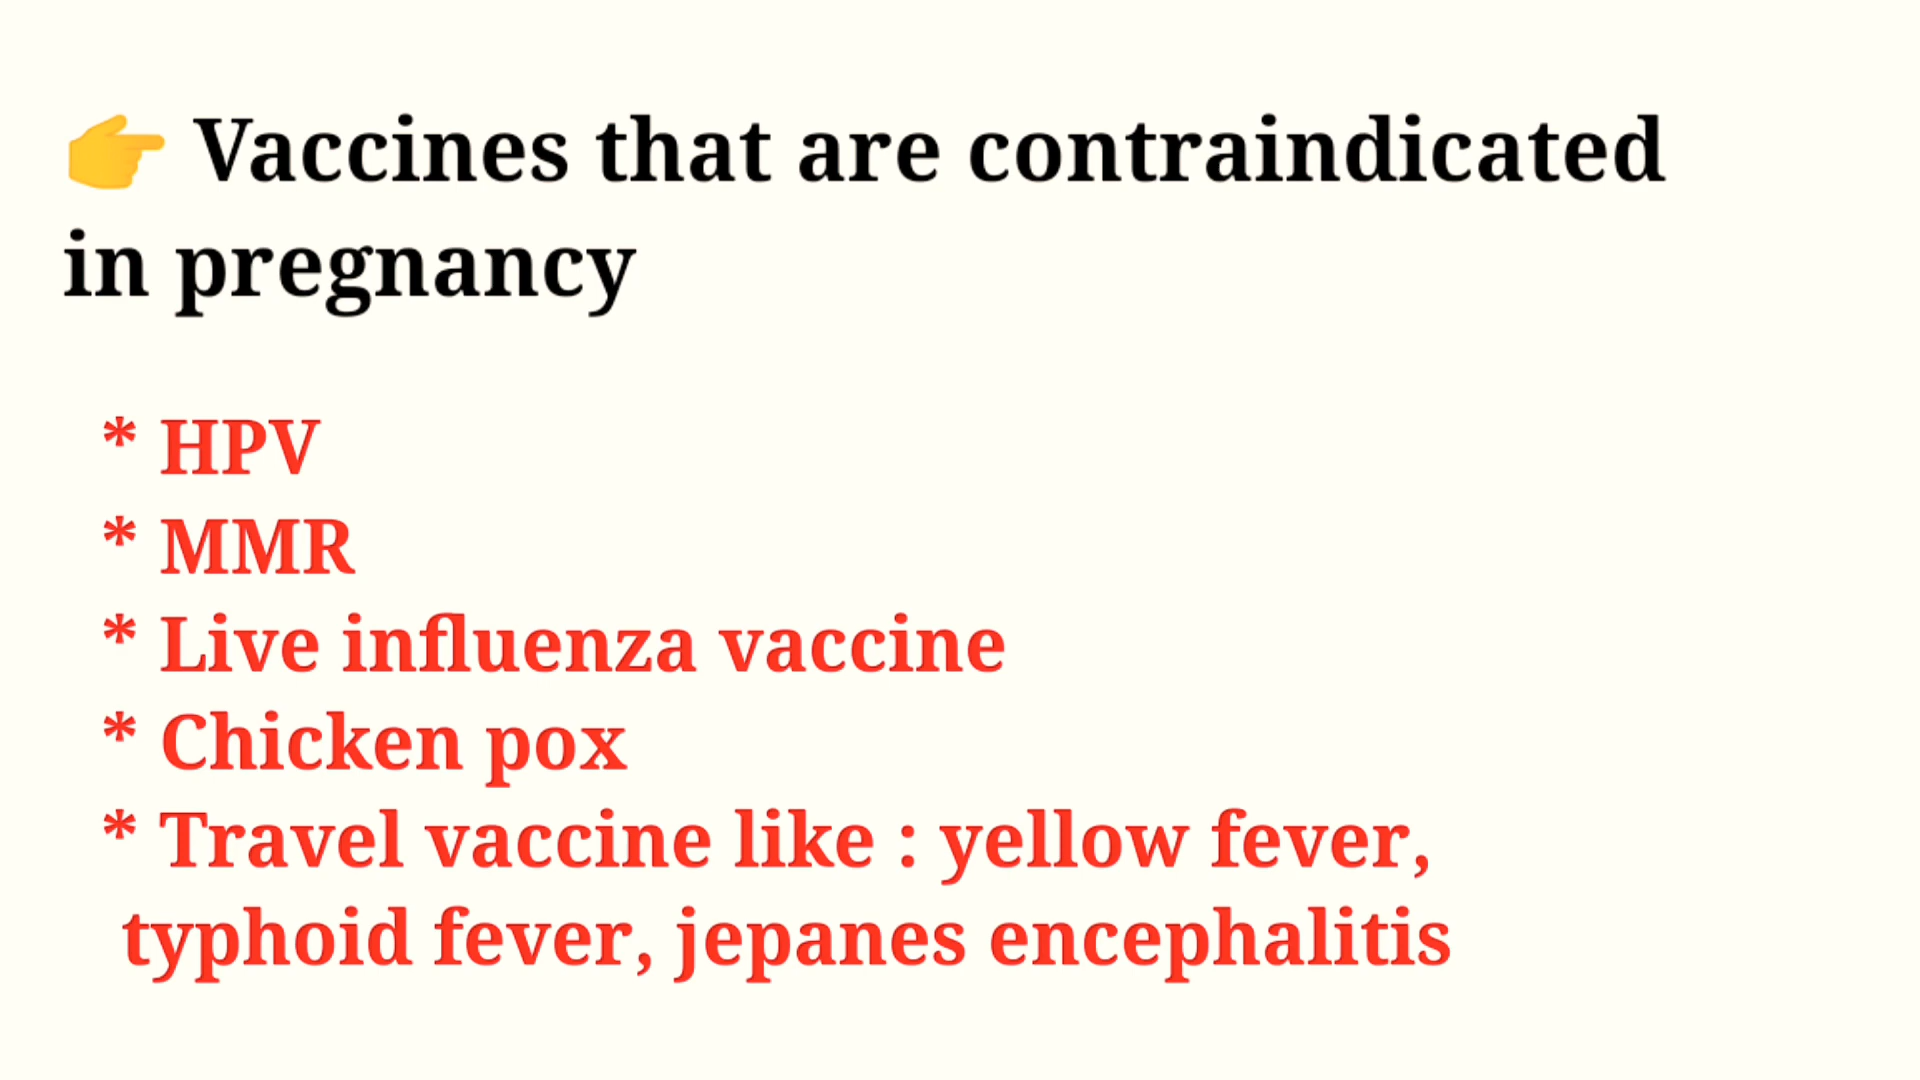 👉 Vaccines that are contraindicated
in pregnancy
* HPV
* MMR
* Live influenza vaccine
* Chicken pox
* Travel vaccine like : yellow fever,
typhoid fever, jepanes encephalitis